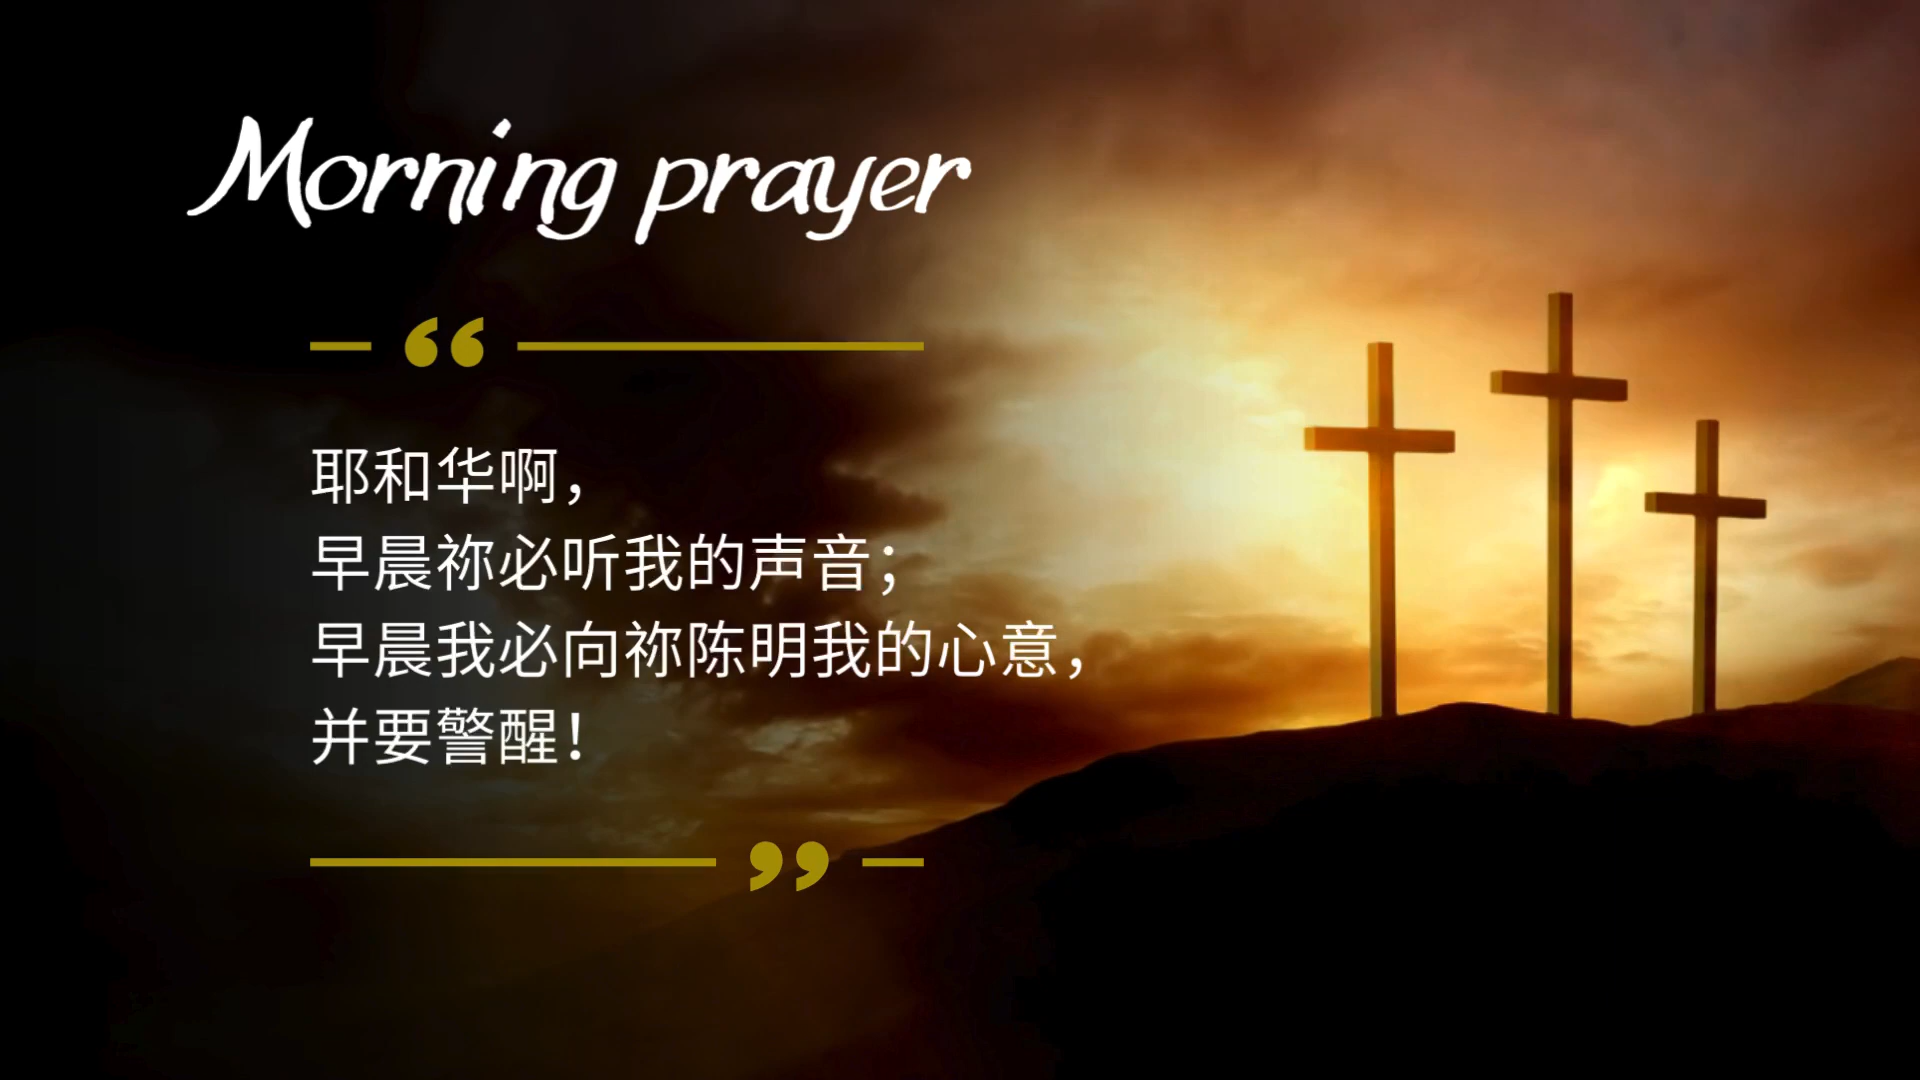 Morning prayer
“
耶和华啊，
早晨祢必听我的声音；
早晨我必向祢陈明我的心意，
并要警醒！
”